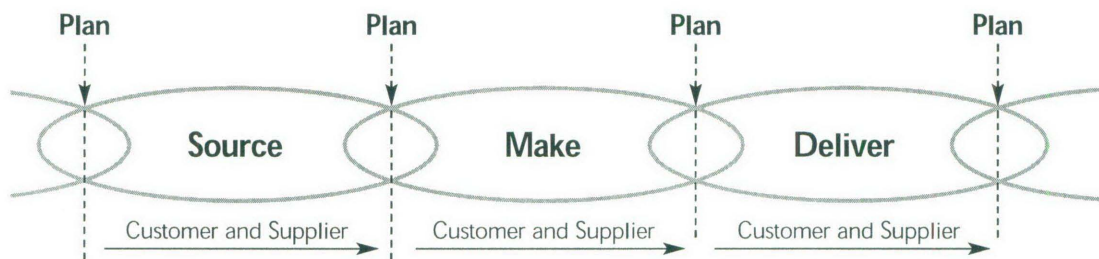 Plan Plan Plan Plan
Source Make Deliver
Customer and Supplier Customer and Supplier Customer and Supplier